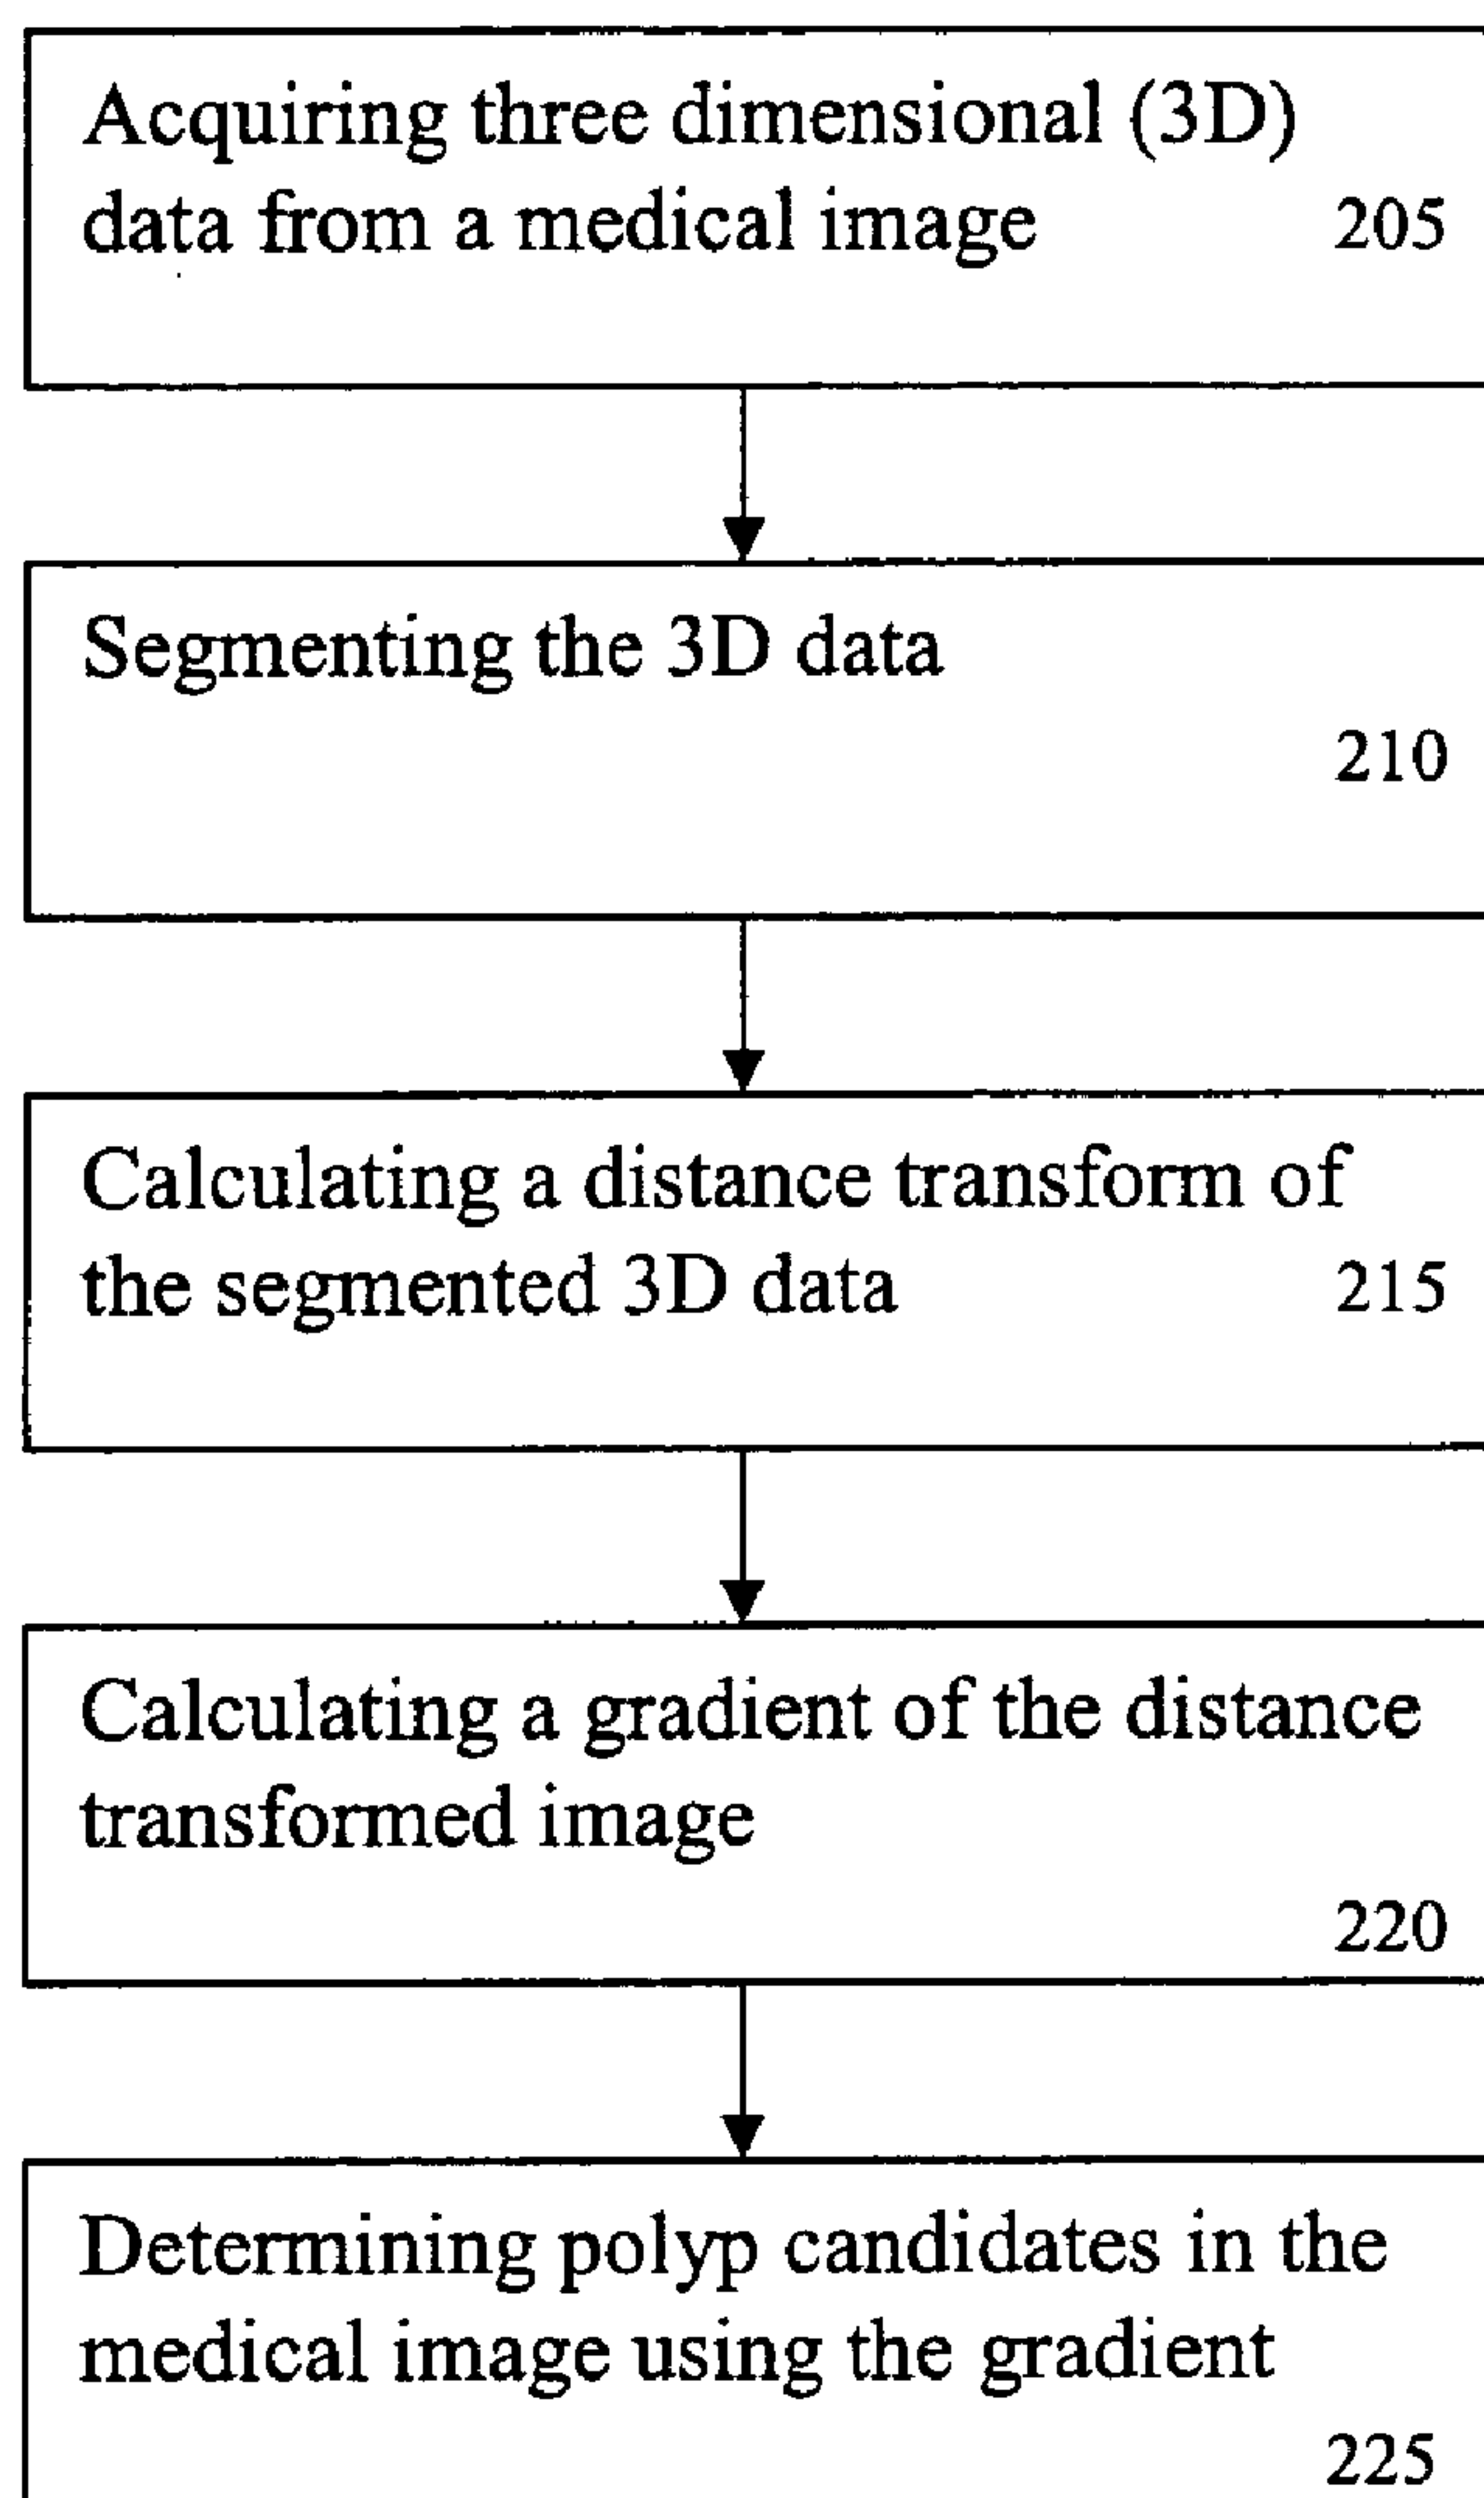 Acquiring three dimensional (3D)
data from a medical image 205
Segmenting the 3D data
210
Calculating a distance transform of
the segmented 3D data 215
Calculating a gradient of the distance
transformed image
220
Determining polyp candidates in the
medical image using the gradient
225